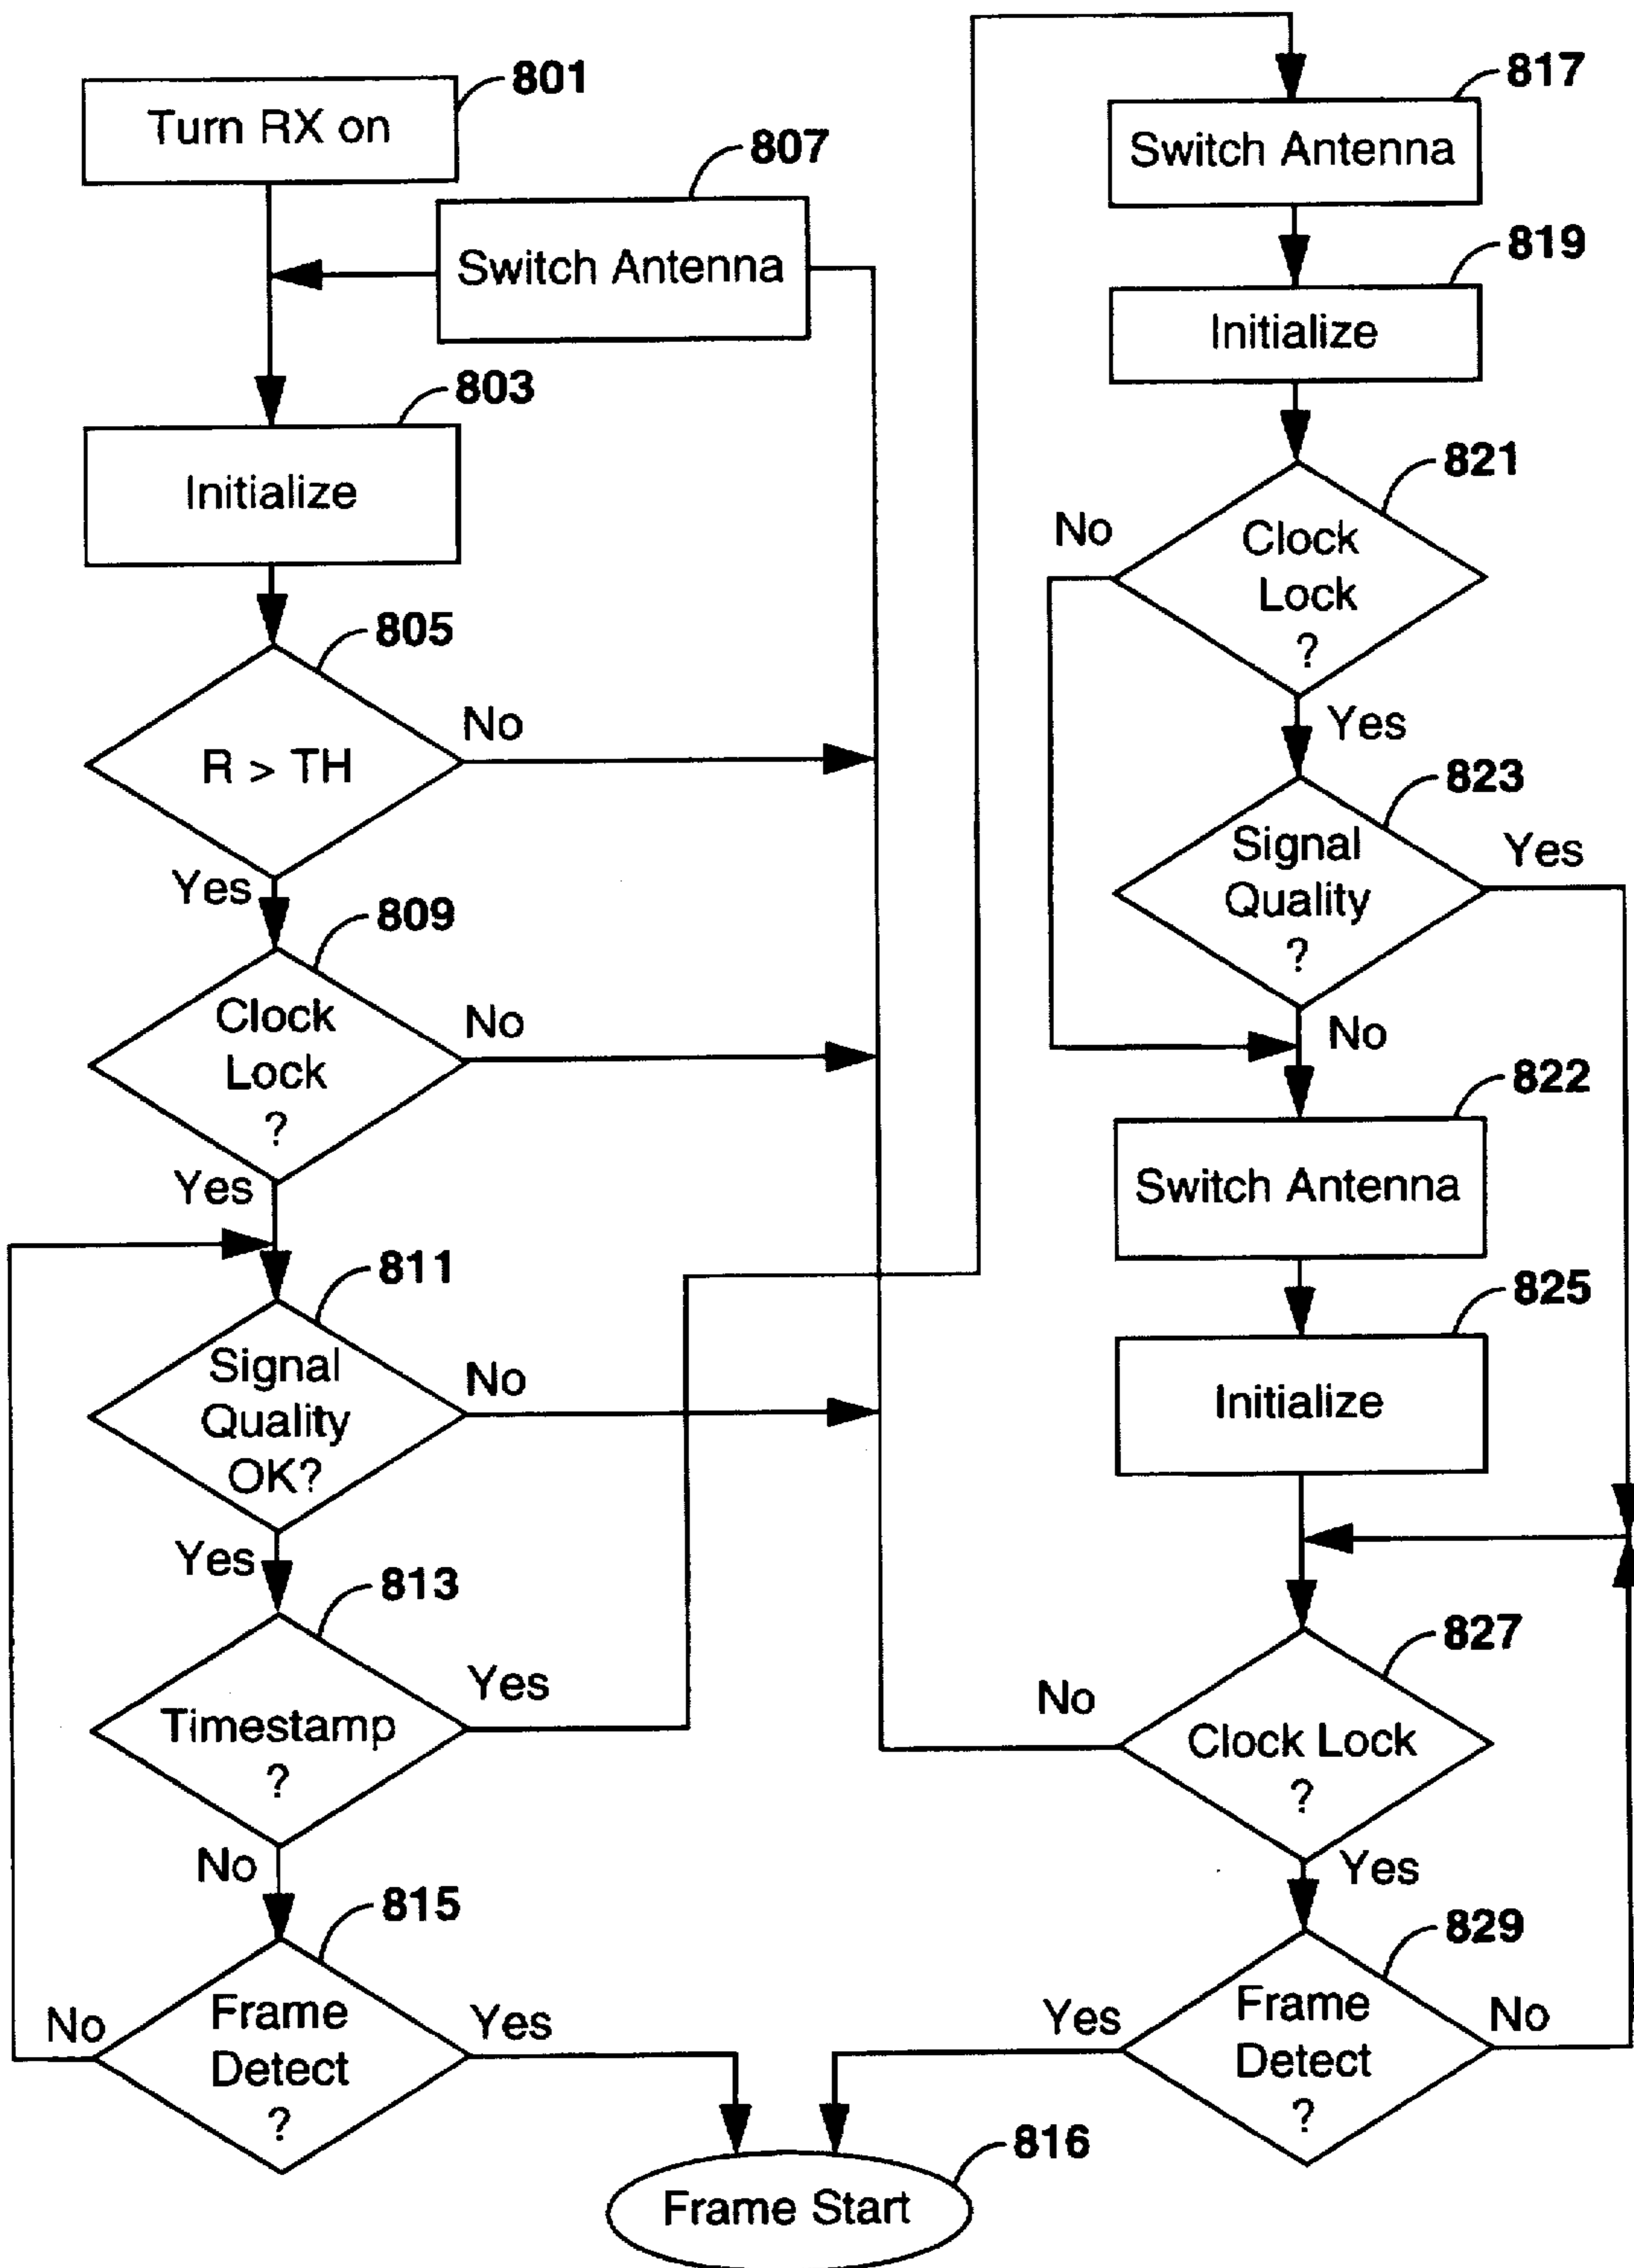 801
Turn RX on
807
Switch Antenna
803
Initialize
805
R > TH
No
Yes
809
Clock
Lock
?
No
Yes
811
Signal
Quality
OK?
No
Yes
813
Timestamp
?
Yes
No
815
Frame
Detect
?
No
Yes
817
Switch Antenna
819
Initialize
821
Clock
Lock
?
No
Yes
823
Signal
Quality
?
Yes
No
822
Switch Antenna
825
Initialize
827
Clock Lock
?
No
Yes
829
Frame
Detect
?
Yes
No
816
Frame Start